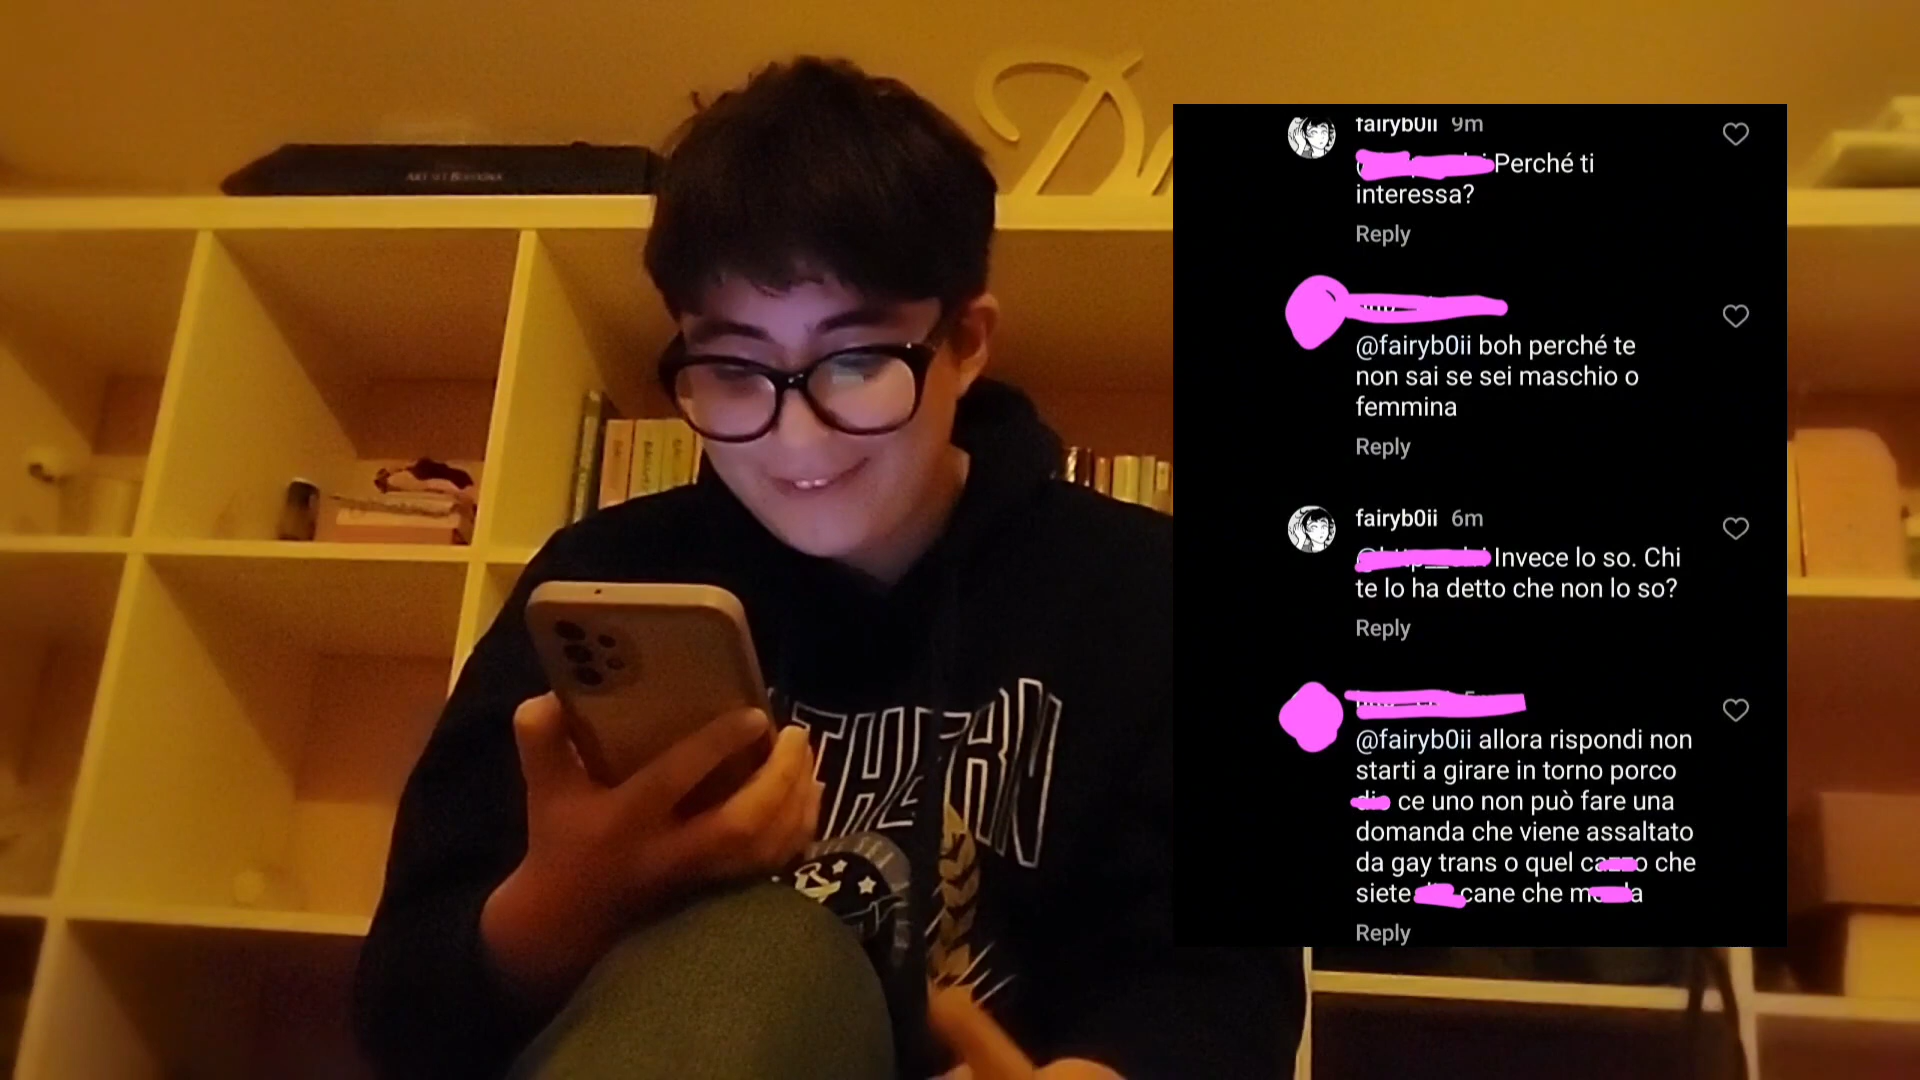 fairyb0ii 9m
Perché ti
interessa?
Reply
@fairyb0ii boh perché te
non sai se sei maschio o
femmina
Reply
fairyb0ii 6m
Invece lo so. Chi
te lo ha detto che non lo so?
Reply
@fairyb0ii allora rispondi non
starti a girare in torno porco
ce uno non può fare una
domanda che viene assaltato
da gay trans o quel che
siete cane che
Reply